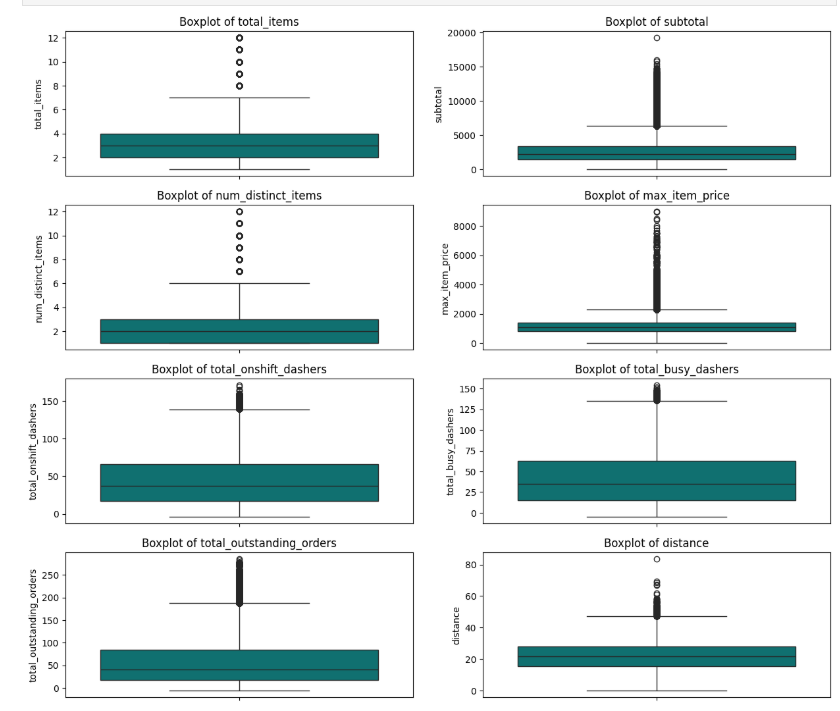 Boxplot of total_items
total_items
12
10
8
6
4
2
Boxplot of subtotal
subtotal
20000
15000
10000
5000
0
Boxplot of num_distinct_items
num_distinct_items
12
10
8
6
4
2
Boxplot of max_item_price
max_item_price
8000
6000
4000
2000
0
Boxplot of total_onshift_dashers
total_onshift_dashers
150
100
50
0
Boxplot of total_busy_dashers
total_busy_dashers
150
125
100
75
50
25
0
Boxplot of total_outstanding_orders
total_outstanding_orders
250
200
150
100
50
0
Boxplot of distance
distance
80
60
40
20
0